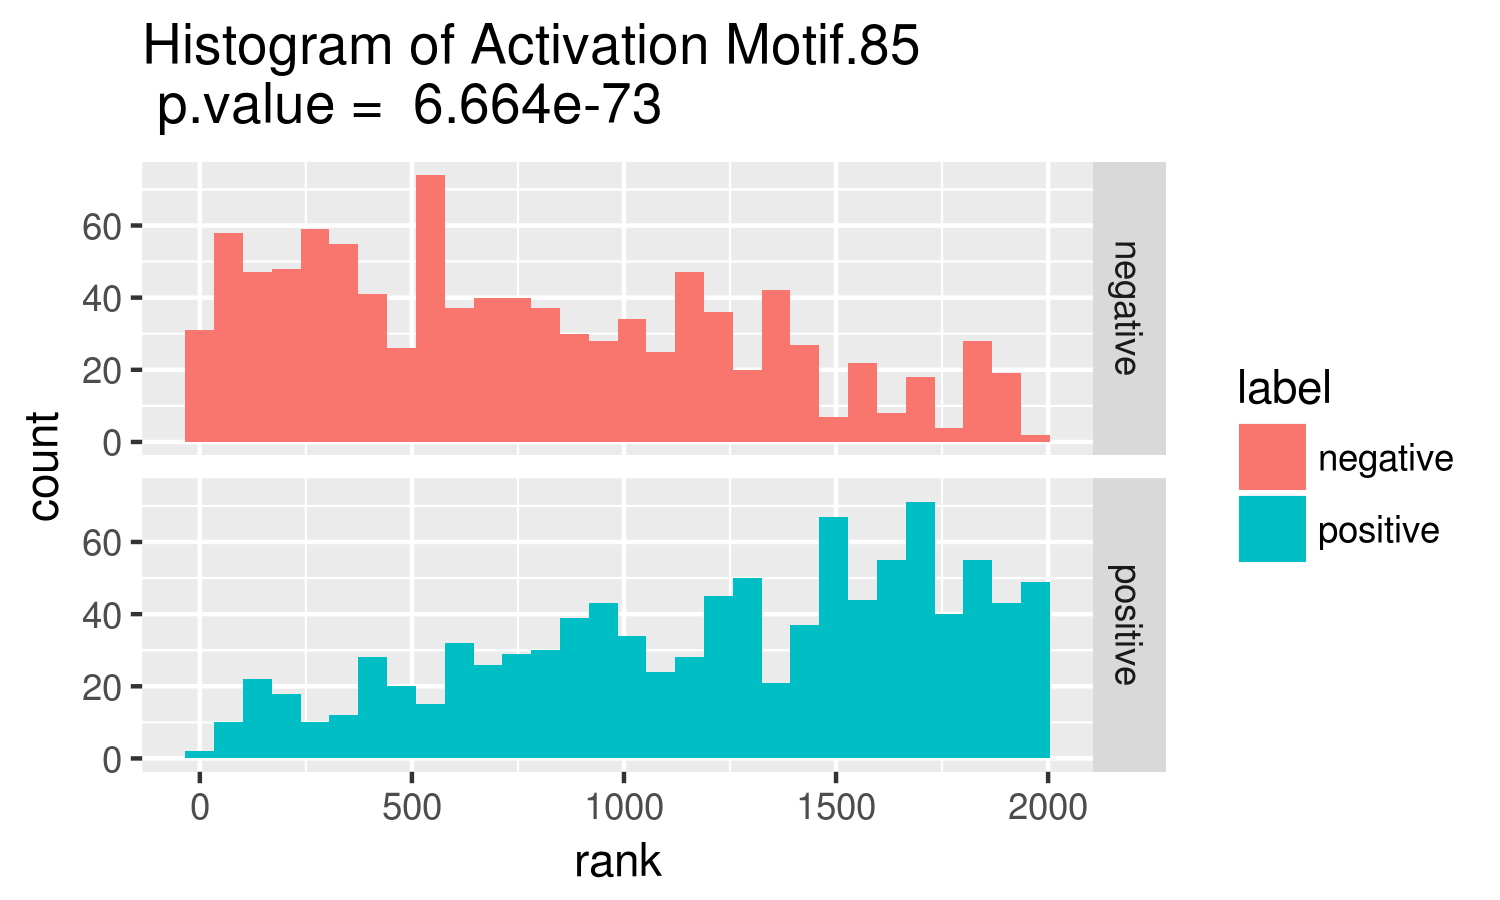 Histogram of Activation Motif.85
p.value = 6.664e-73
60
40
20
0
negative
count
60
40
20
0
positive
0 500 1000 1500 2000
rank
label
negative
positive